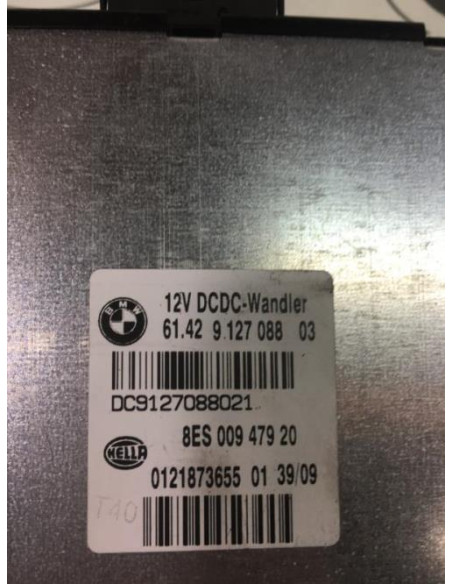 BMW
12V DCDC-Wandler
61.42 9 127 088 03
DC9127088021
8ES 009 479 20
HELLA
0121873655 01 39/09
T40